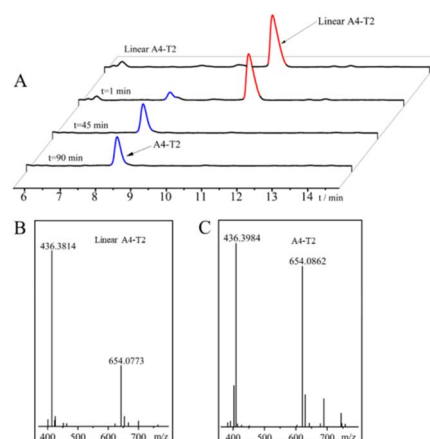 A
Linear A4-T2
Linear A4-T2
t=1 min
t=45 min
t=90 min
A4-T2
6 7 8 9 10 11 12 13 14 t / min
B
Linear A4-T2
436.3814
654.0773
400 500 600 700 m/z
C
A4-T2
436.3984
654.0862
400 500 600 700 m/z